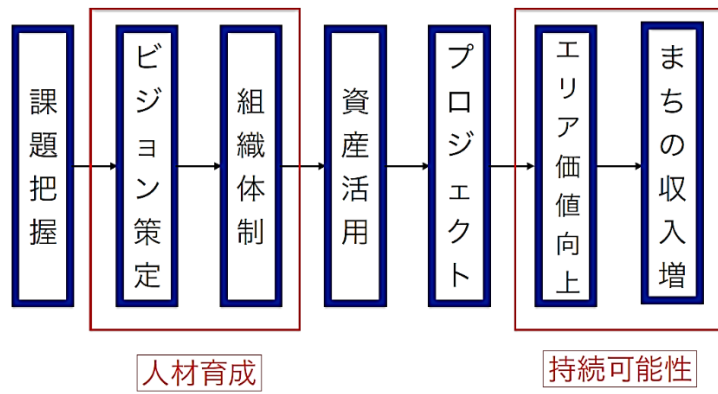 課題把握
ビジョン策定
組織体制
資産活用
プロジェクト
エリア価値向上
まちの収入増
人材育成
持続可能性